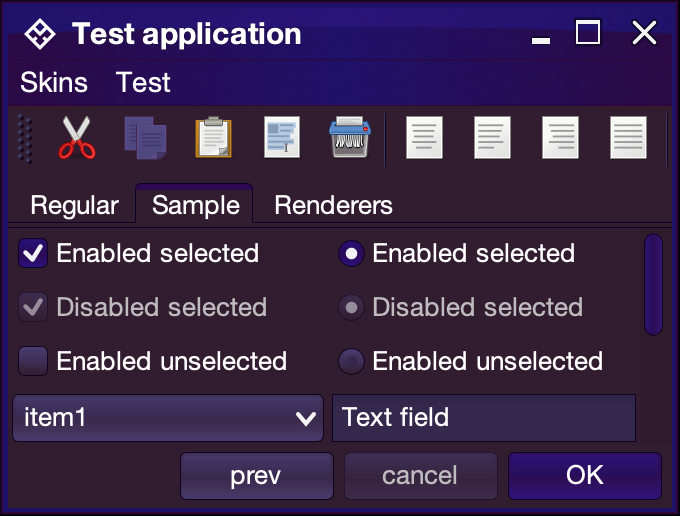 Test application
Skins Test
Regular Sample Renderers
Enabled selected Enabled selected
Disabled selected Disabled selected
Enabled unselected Enabled unselected
item1 Text field
prev cancel OK